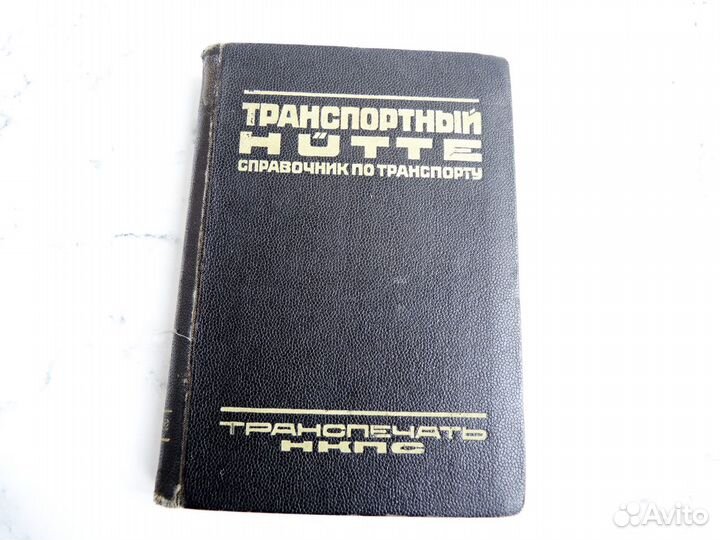 ТРАНСПОРТНЫЙ
HÜTTE
СПРАВОЧНИК ПО ТРАНСПОРТУ
ТРАНСПЕЧАТЬ
НКПС
Avito